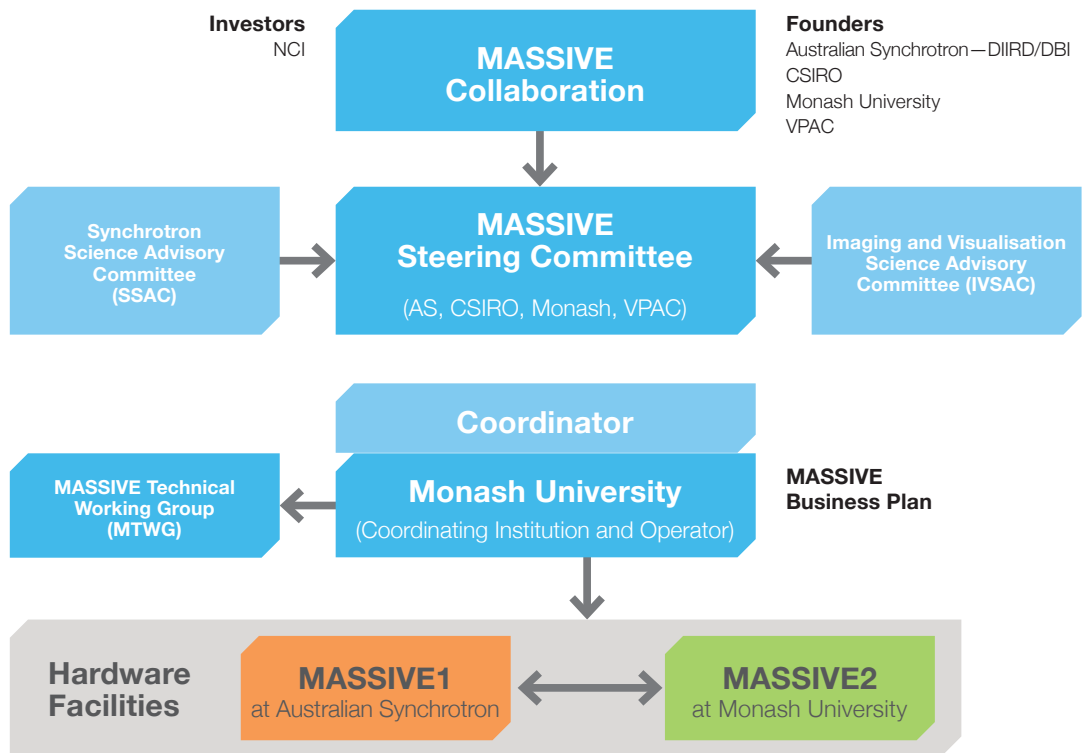 Investors
NCI
MASSIVE
Collaboration
Founders
Australian Synchrotron—DIIRD/DBI
CSIRO
Monash University
VPAC
Synchrotron
Science Advisory
Committee
(SSAC)
MASSIVE
Steering Committee
(AS, CSIRO, Monash, VPAC)
Imaging and Visualisation
Science Advisory
Committee (IVSAC)
Coordinator
MASSIVE Technical
Working Group
(MTWG)
Monash University
(Coordinating Institution and Operator)
MASSIVE
Business Plan
Hardware
Facilities
MASSIVE1
at Australian Synchrotron
MASSIVE2
at Monash University